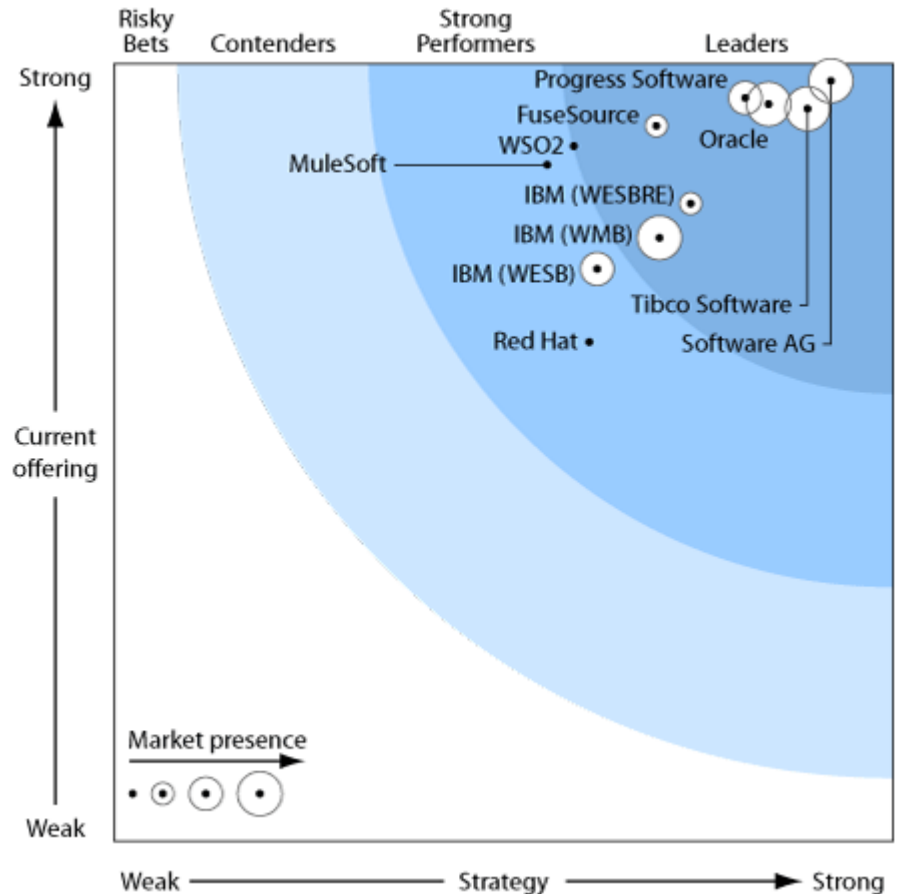 Risky
Bets
Contenders
Strong
Performers
Leaders
Strong
Progress Software
FuseSource
Oracle
WSO2
MuleSoft
IBM (WESBRE)
IBM (WMB)
IBM (WESB)
Tibco Software
Red Hat
Software AG
Current
offering
Market presence
Weak
Weak
Strategy
Strong